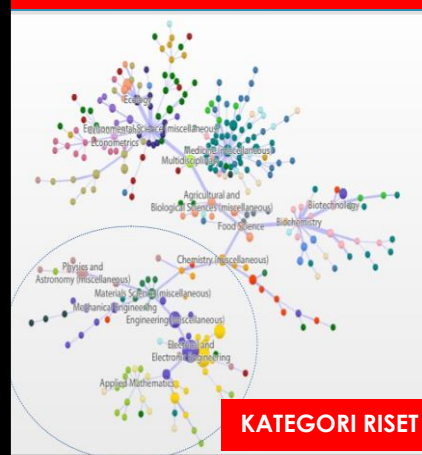 Ecology
Environmental Science (miscellaneous)
Econometrics
Medicine (miscellaneous)
Multidisciplinary
Agricultural and
Biological Sciences (miscellaneous)
Biotechnology
Food Science
Biochemistry
Chemistry (miscellaneous)
Physics and
Astronomy (miscellaneous)
Materials Science (miscellaneous)
Mechanical Engineering
Engineering (miscellaneous)
Electrical and
Electronic Engineering
Applied Mathematics
KATEGORI RISET